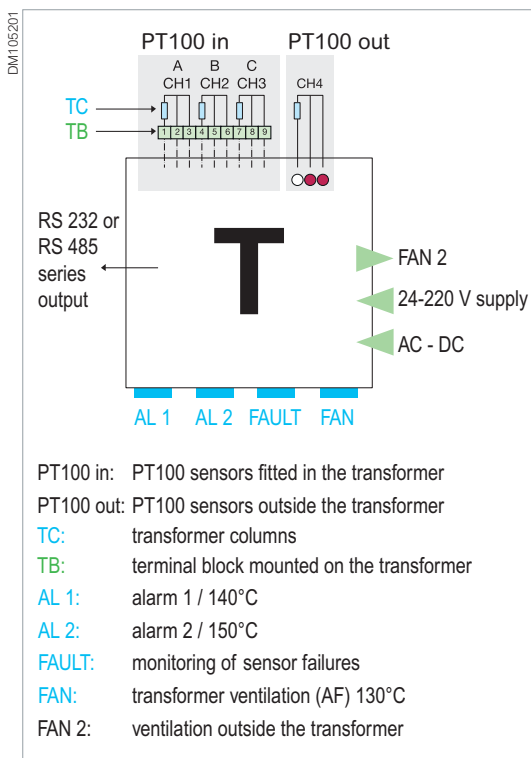 DM105201
PT100 in PT100 out
A B C
CH1 CH2 CH3 CH4
TC
TB 1 2 3 4 5 6 7 8 9
RS 232 or
RS 485
series
output
T
FAN 2
24-220 V supply
AC - DC
AL 1 AL 2 FAULT FAN
PT100 in: PT100 sensors fitted in the transformer
PT100 out: PT100 sensors outside the transformer
TC: transformer columns
TB: terminal block mounted on the transformer
AL 1: alarm 1 / 140°C
AL 2: alarm 2 / 150°C
FAULT: monitoring of sensor failures
FAN: transformer ventilation (AF) 130°C
FAN 2: ventilation outside the transformer